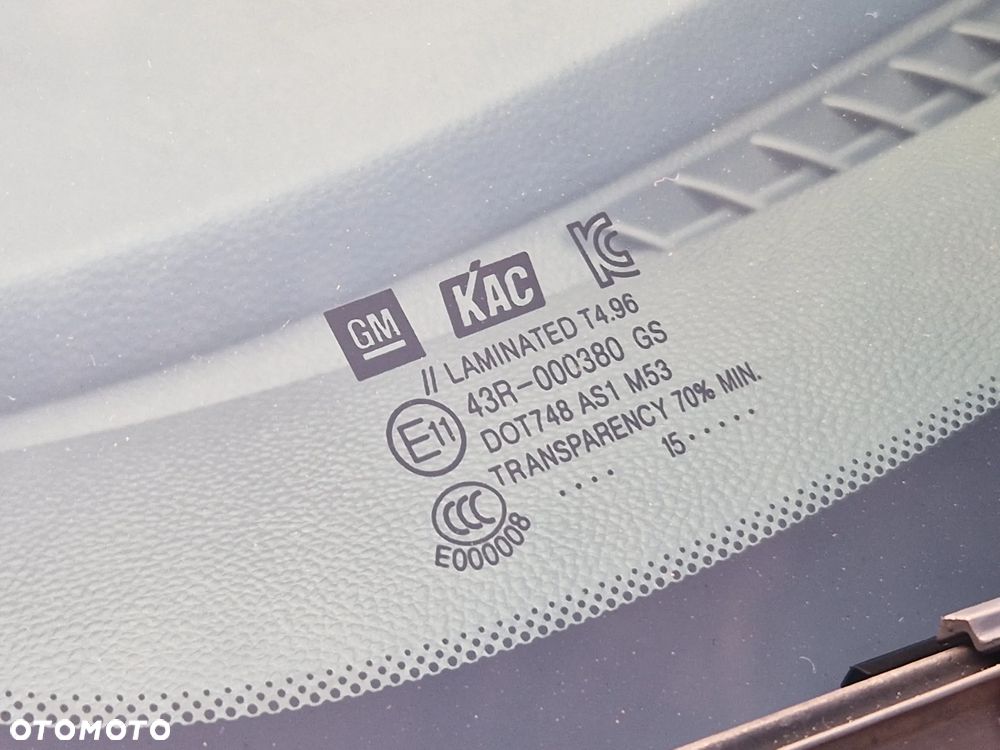 GM KAC KC
// LAMINATED T4.96
43R-000380 GS
E11
DOT748 AS1 M53
TRANSPARENCY 70% MIN.
.... 15.....
CCC
E000008
OTOMOTO